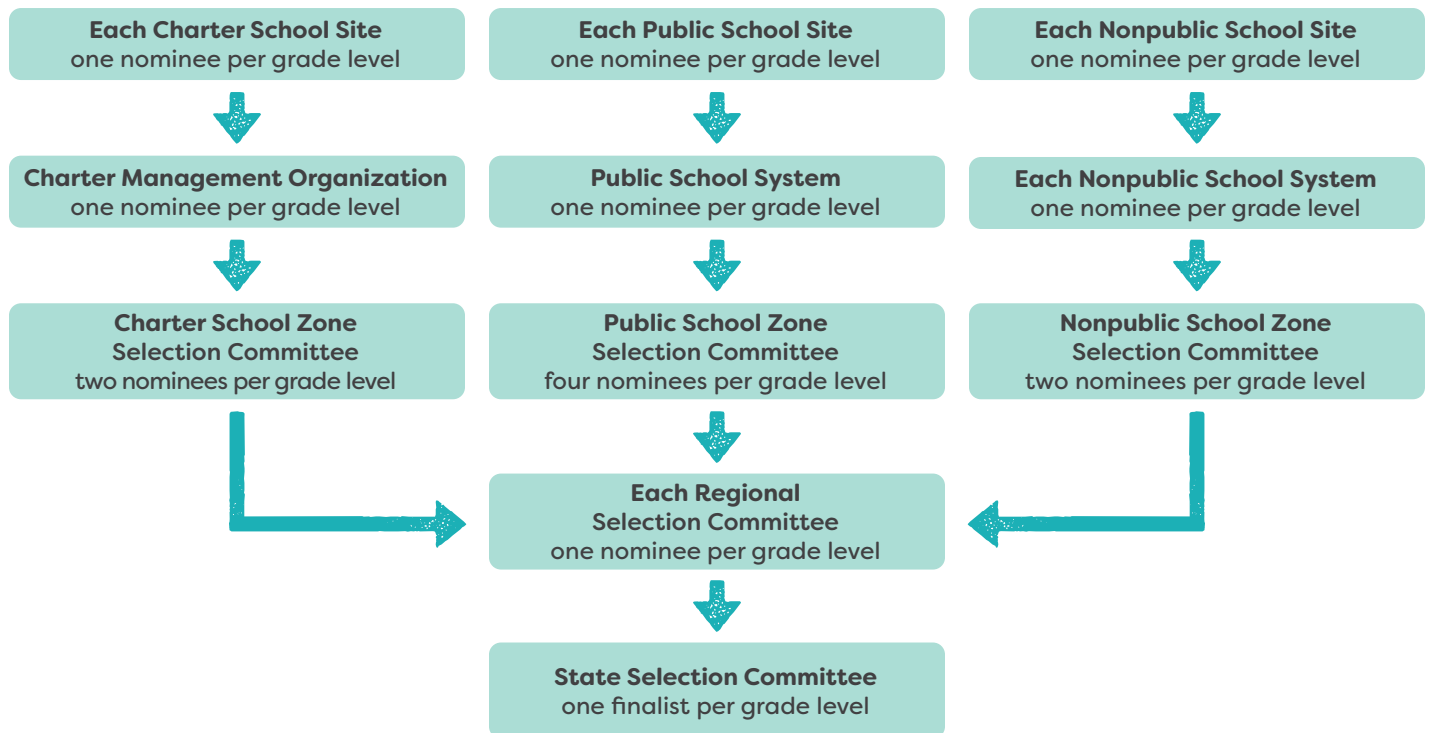 Each Charter School Site
one nominee per grade level
Each Public School Site
one nominee per grade level
Each Nonpublic School Site
one nominee per grade level
Charter Management Organization
one nominee per grade level
Public School System
one nominee per grade level
Each Nonpublic School System
one nominee per grade level
Charter School Zone
Selection Committee
two nominees per grade level
Public School Zone
Selection Committee
four nominees per grade level
Nonpublic School Zone
Selection Committee
two nominees per grade level
Each Regional
Selection Committee
one nominee per grade level
State Selection Committee
one finalist per grade level